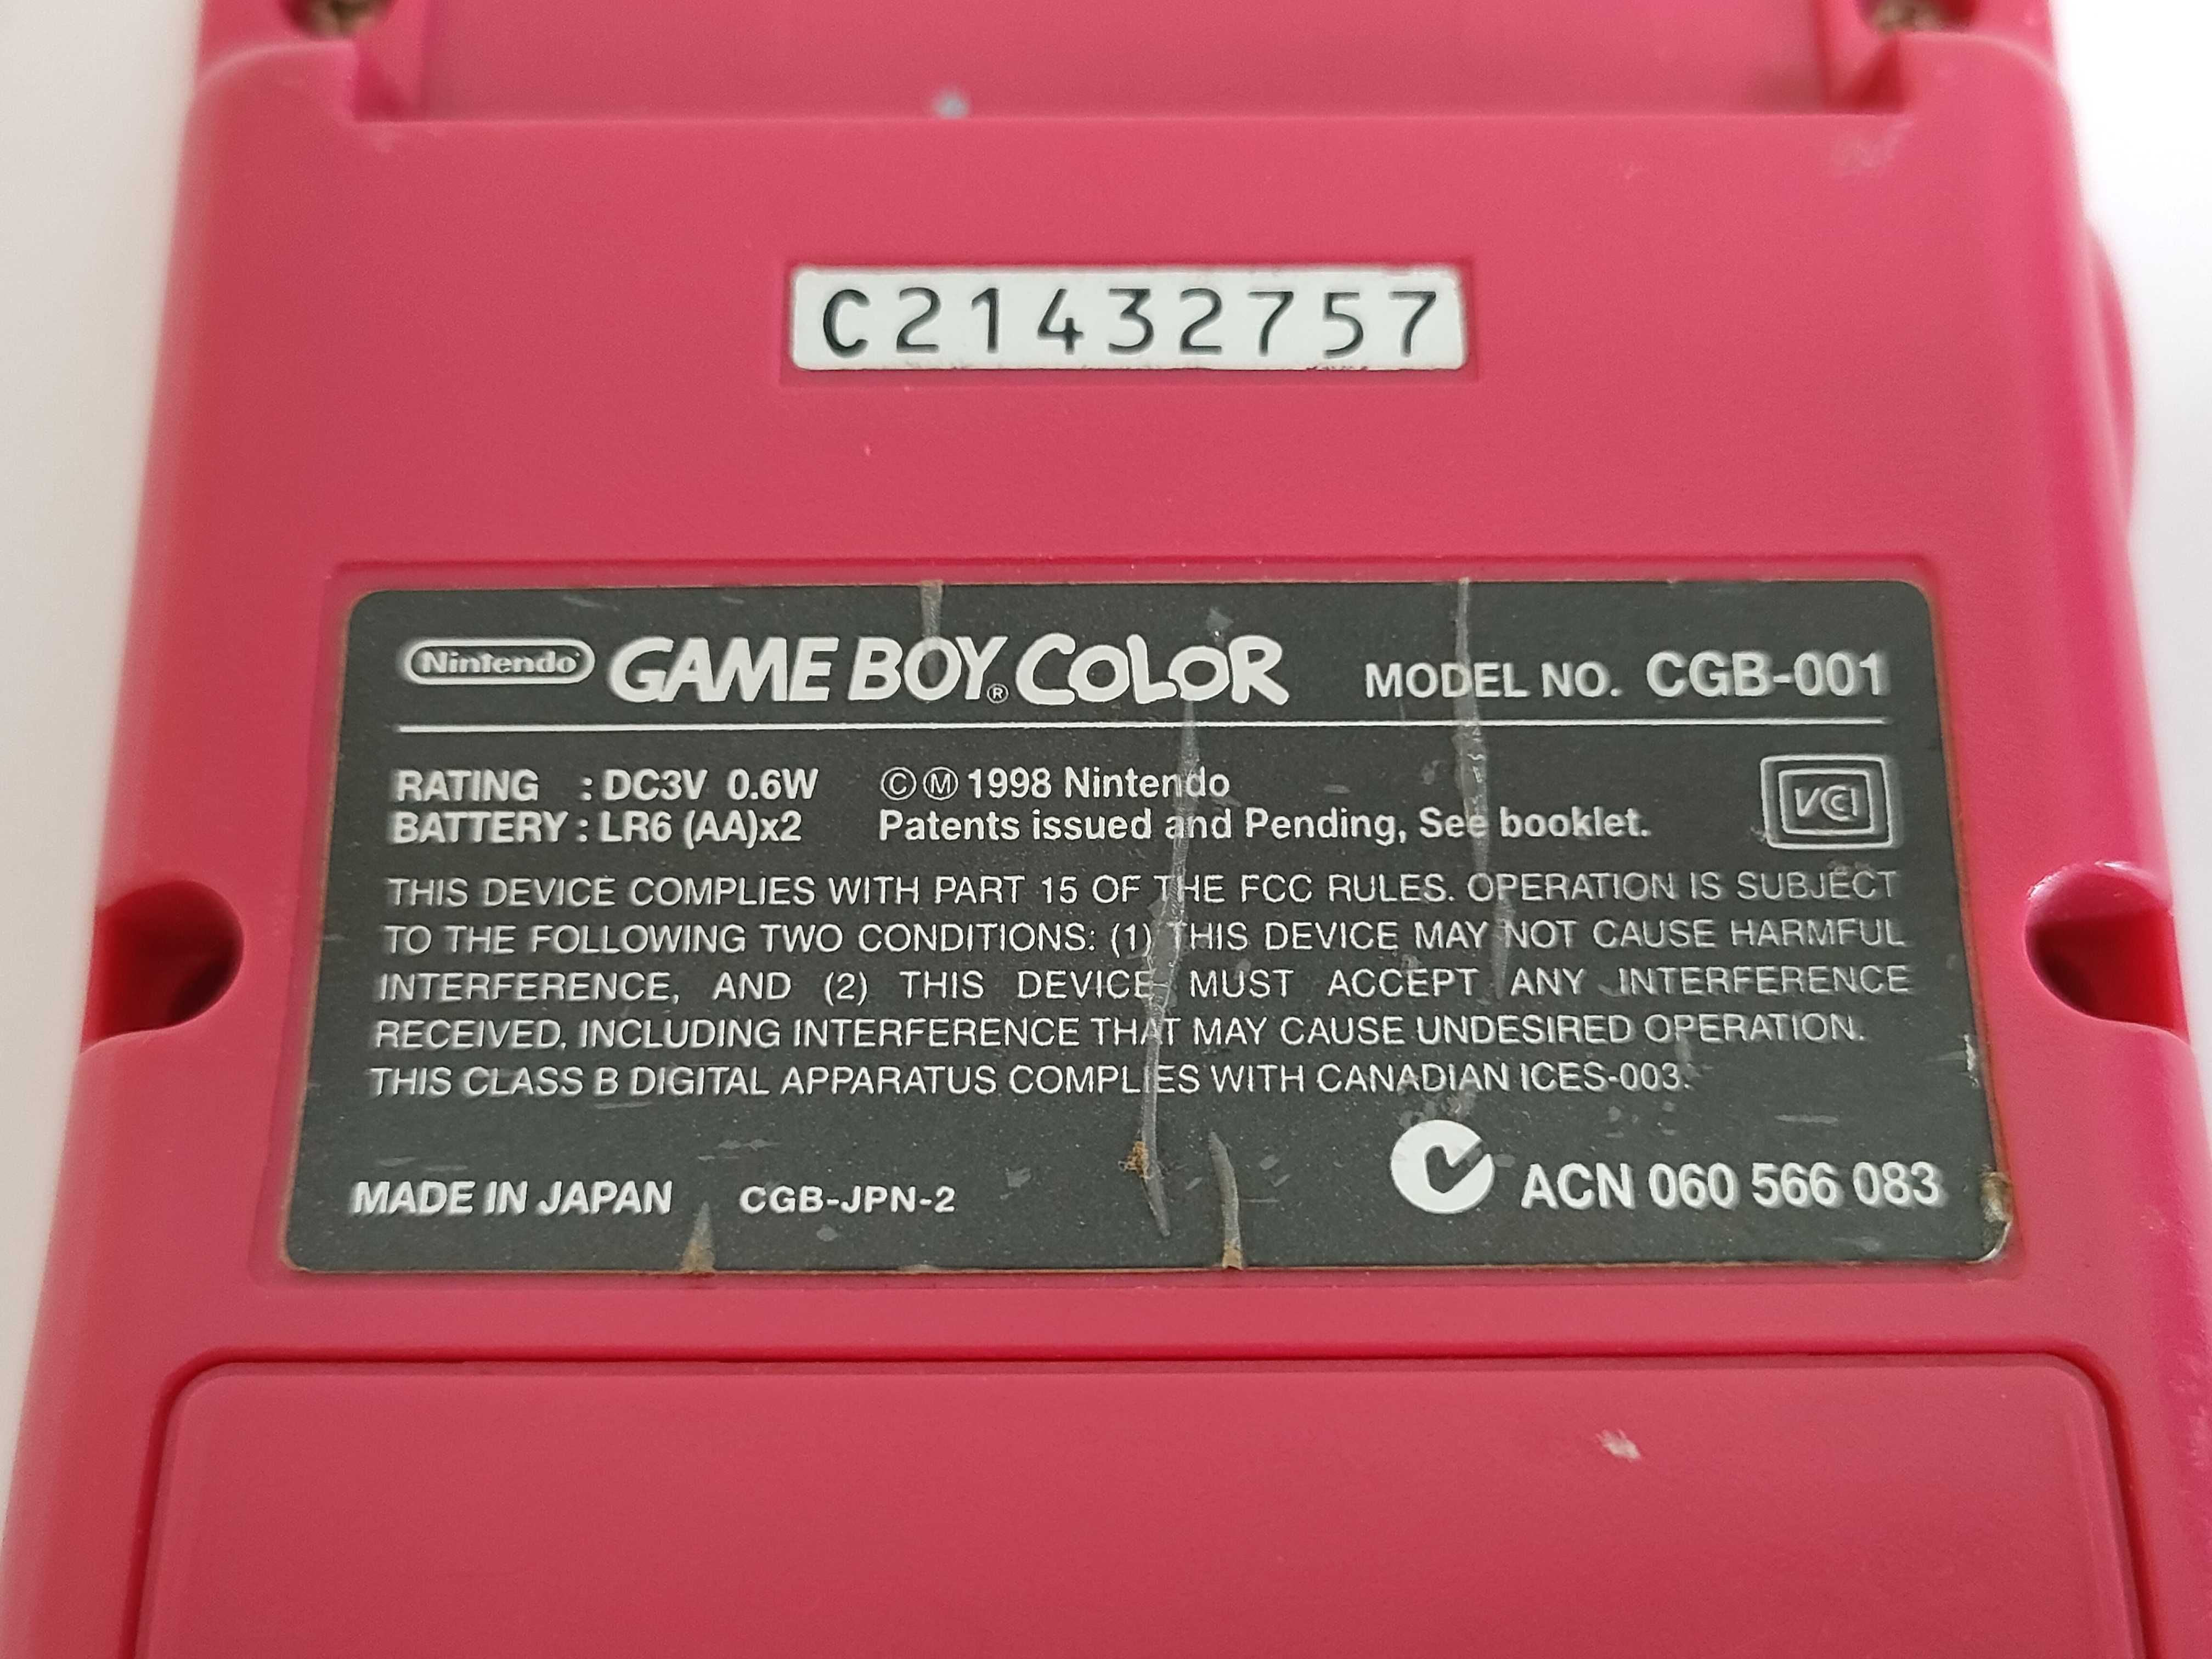 C21432757
Nintendo GAME BOY COLOR MODEL NO. CGB-001
RATING : DC3V 0.6W
BATTERY : LR6 (AA)x2
©Ⓜ 1998 Nintendo
Patents issued and Pending, See booklet.
VCI
THIS DEVICE COMPLIES WITH PART 15 OF THE FCC RULES. OPERATION IS SUBJECT
TO THE FOLLOWING TWO CONDITIONS: (1) THIS DEVICE MAY NOT CAUSE HARMFUL
INTERFERENCE, AND (2) THIS DEVICE MUST ACCEPT ANY INTERFERENCE
RECEIVED, INCLUDING INTERFERENCE THAT MAY CAUSE UNDESIRED OPERATION.
THIS CLASS B DIGITAL APPARATUS COMPLIES WITH CANADIAN ICES-003.
MADE IN JAPAN CGB-JPN-2
ACN 060 566 083